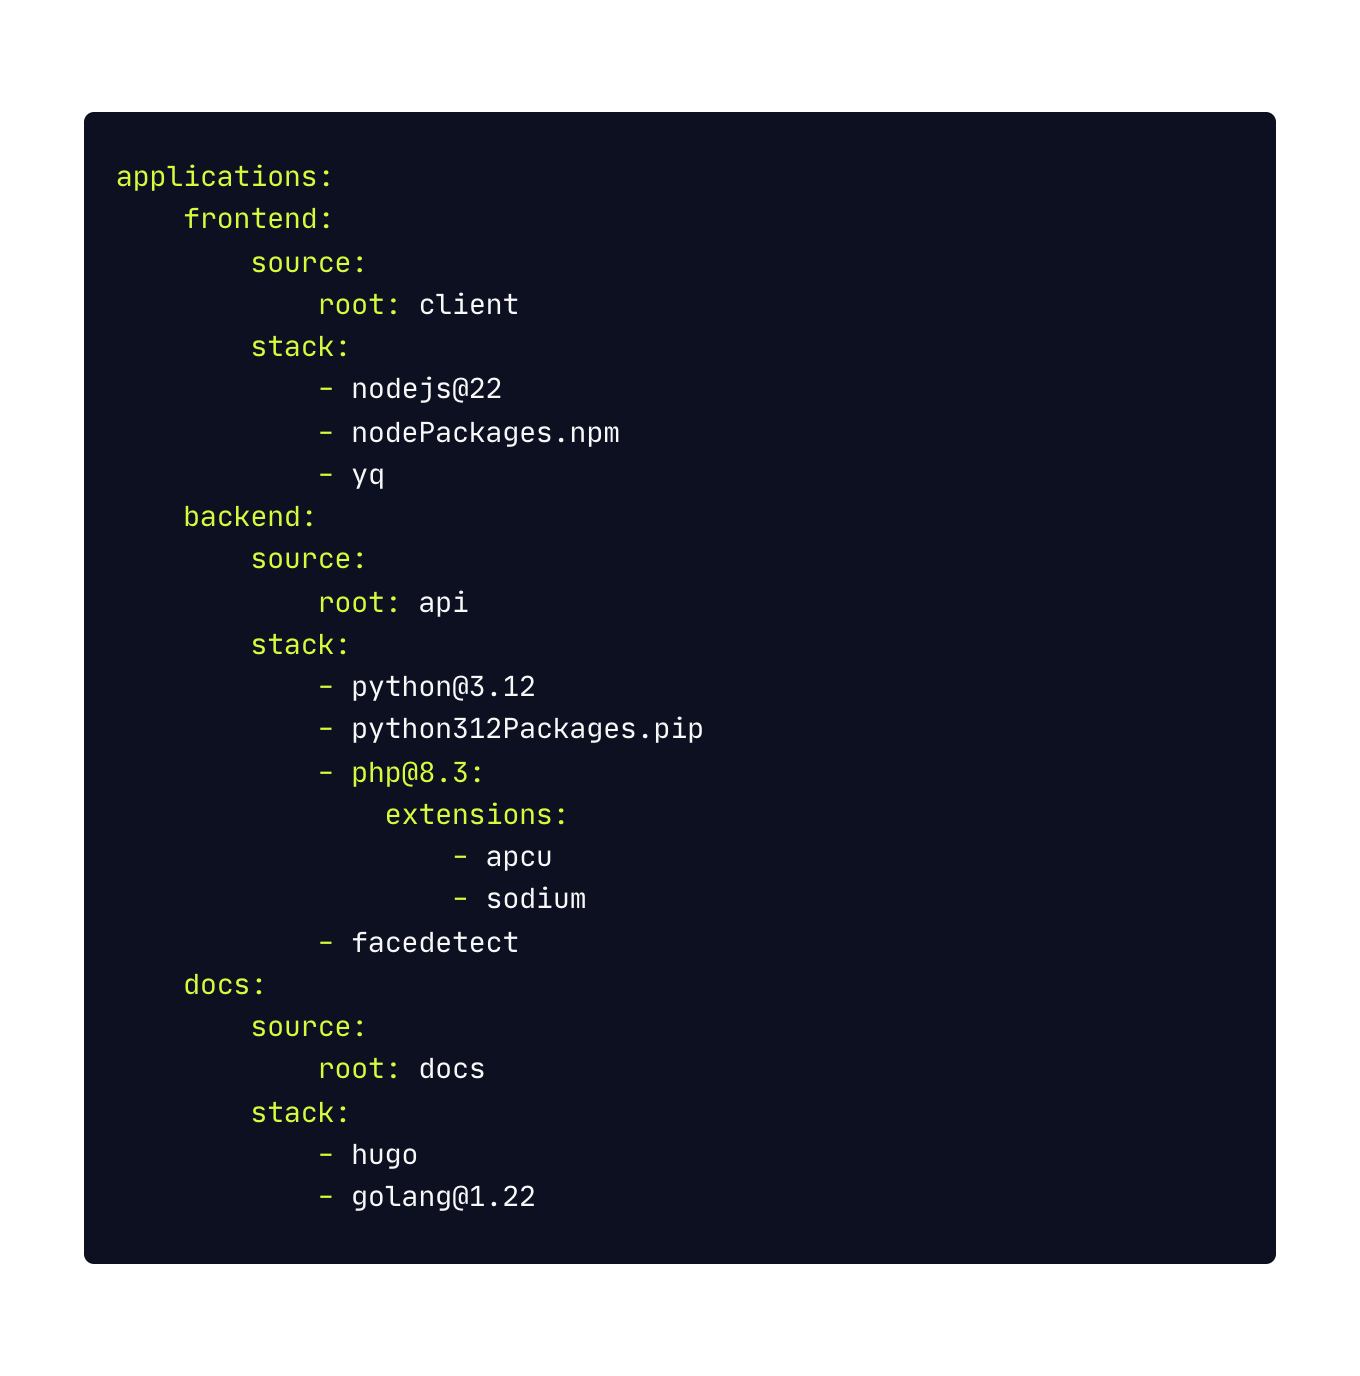 applications:
    frontend:
        source:
            root: client
        stack:
            - nodejs@22
            - nodePackages.npm
            - yq
    backend:
        source:
            root: api
        stack:
            - python@3.12
            - python312Packages.pip
            - php@8.3:
                extensions:
                    - apcu
                    - sodium
            - facedetect
    docs:
        source:
            root: docs
        stack:
            - hugo
            - golang@1.22